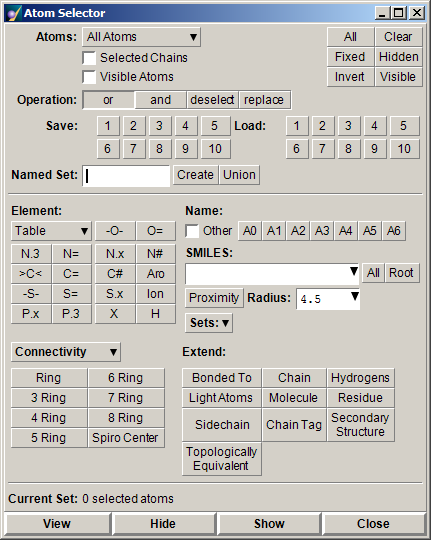 Atom Selector
Atoms: All Atoms All Clear
Selected Chains Fixed Hidden
Visible Atoms Invert Visible
Operation: or and deselect replace
Save: 1 2 3 4 5 Load: 1 2 3 4 5
6 7 8 9 10 6 7 8 9 10
Named Set: Create Union
Element: Name:
Table -O- O= Other A0 A1 A2 A3 A4 A5 A6
N.3 N= N.x N# SMILES:
>C< C= C# Aro All Root
-S- S= S.x Ion Proximity Radius: 4.5
P.x P.3 X H Sets:
Connectivity Extend:
Ring 6 Ring Bonded To Chain Hydrogens
3 Ring 7 Ring Light Atoms Molecule Residue
4 Ring 8 Ring Sidechain Chain Tag Secondary
5 Ring Spiro Center Structure
Topologically
Equivalent
Current Set: 0 selected atoms
View Hide Show Close